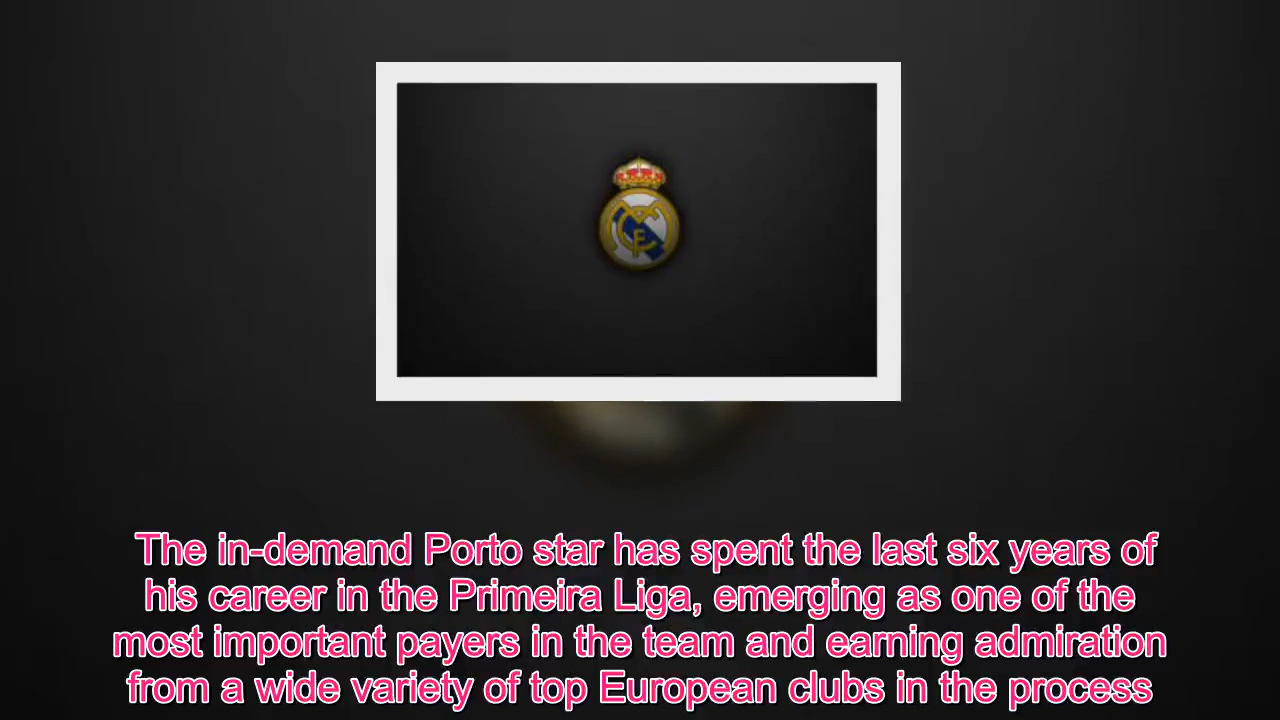 The in-demand Porto star has spent the last six years of
his career in the Primeira Liga, emerging as one of the
most important payers in the team and earning admiration
from a wide variety of top European clubs in the process